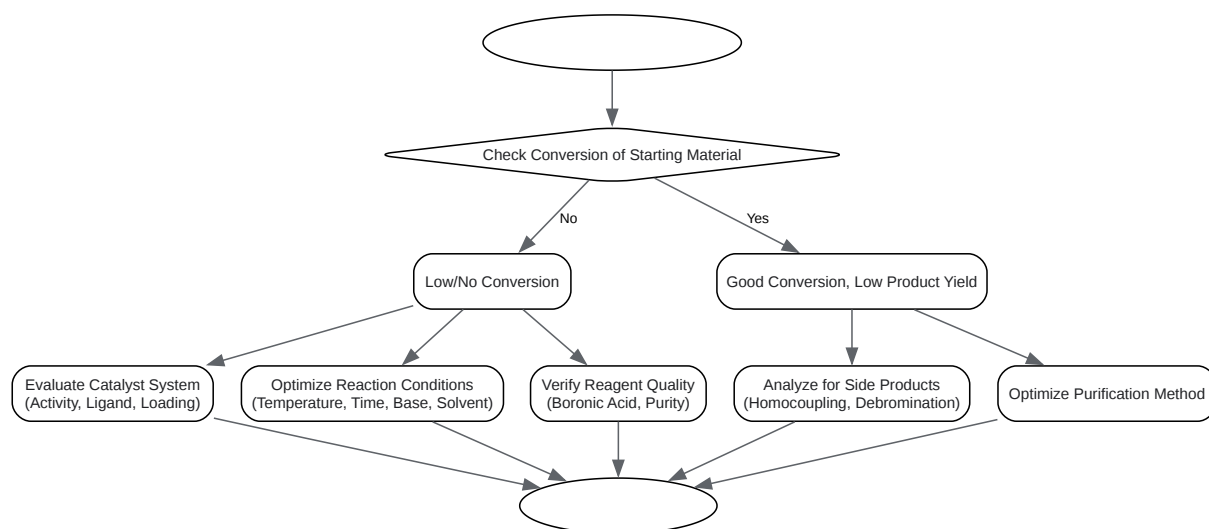 Check Conversion of Starting Material
No
Yes
Low/No Conversion
Good Conversion, Low Product Yield
Evaluate Catalyst System
(Activity, Ligand, Loading)
Optimize Reaction Conditions
(Temperature, Time, Base, Solvent)
Verify Reagent Quality
(Boronic Acid, Purity)
Analyze for Side Products
(Homocoupling, Debromination)
Optimize Purification Method